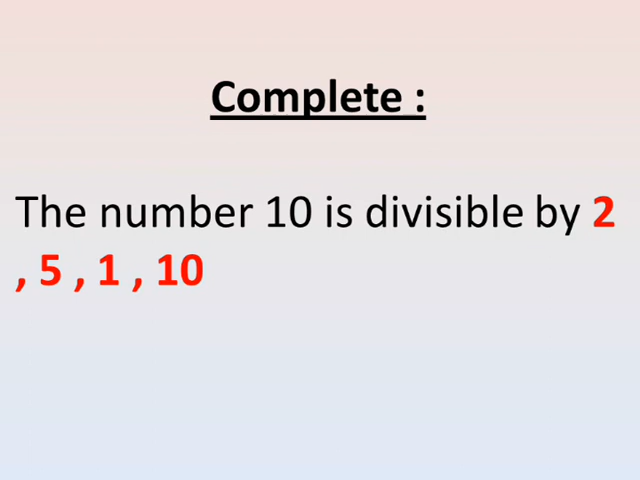 Complete :
The number 10 is divisible by 2
, 5 , 1 , 10